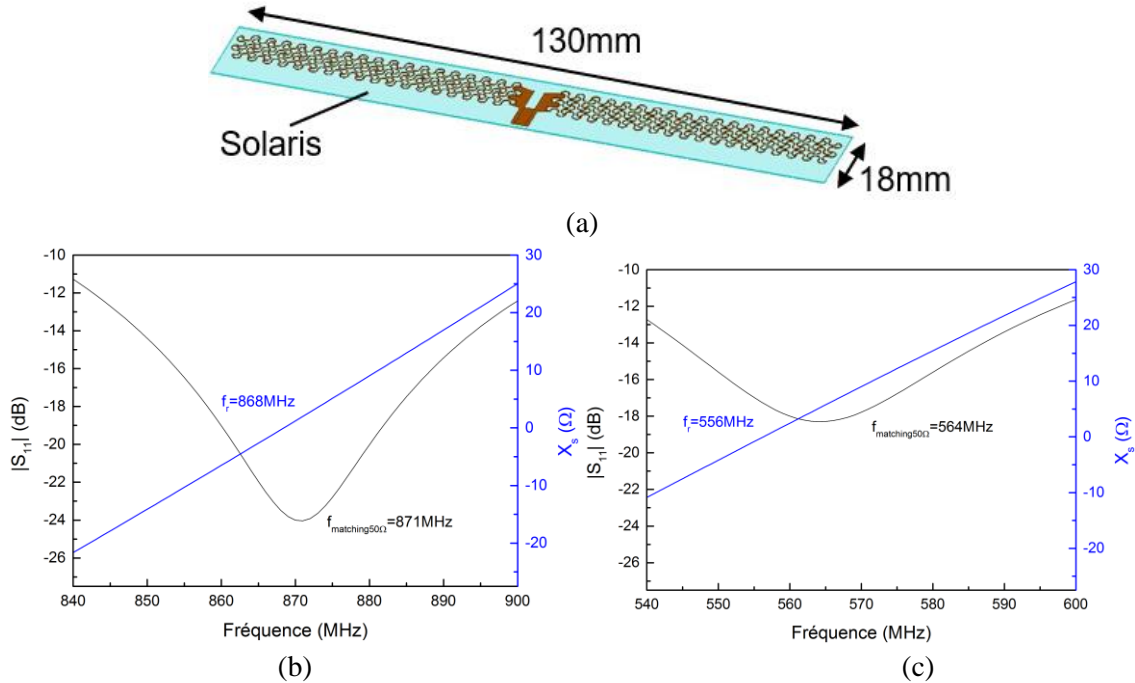 130mm
Solaris
18mm
(a)
-10
-12
-14
-16
-18
-20
-22
-24
-26
|S11| (dB)
30
20
10
0
-10
-20
Xs (Ω)
fr=868MHz
fmatching50Ω=871MHz
840 850 860 870 880 890 900
Fréquence (MHz)
(b)
-10
-12
-14
-16
-18
-20
-22
-24
-26
|S11| (dB)
30
20
10
0
-10
-20
Xs (Ω)
fr=556MHz
fmatching50Ω=564MHz
540 550 560 570 580 590 600
Fréquence (MHz)
(c)